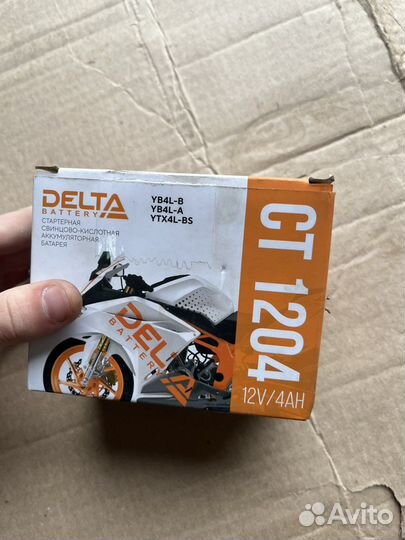 DELTA
BATTERY
СТАРТЕРНАЯ
СВИНЦОВО-КИСЛОТНАЯ
АККУМУЛЯТОРНАЯ
БАТАРЕЯ
YB4L-B
YB4L-A
YTX4L-BS
DELTA
BATTERY
CT 1204
12V/4AH
Avito